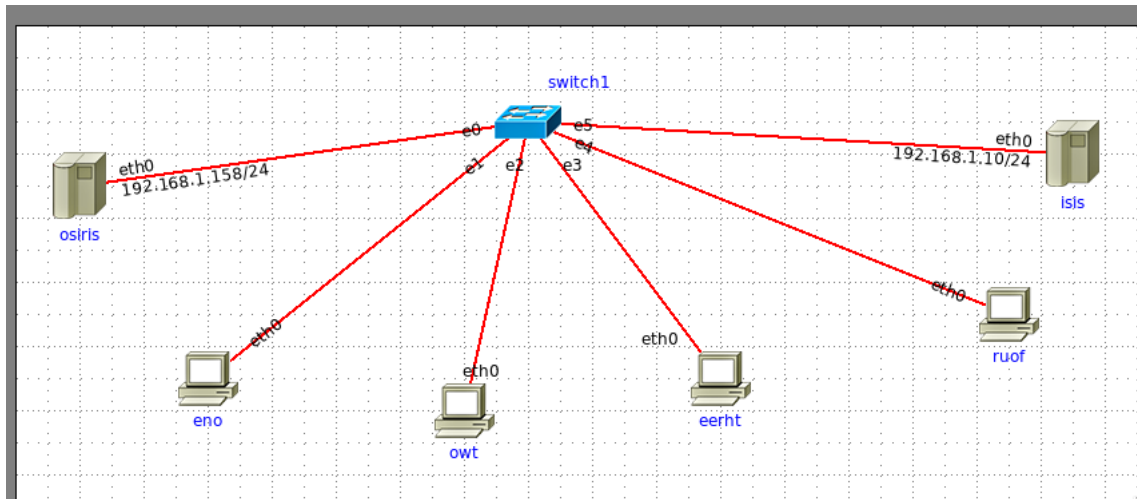 switch1
e0
e5
e1
e2
e3
e4
eth0
192.168.1.158/24
eth0
192.168.1.10/24
osiris
isis
eth0
ruof
eth0
eno
eth0
owt
eth0
eerht